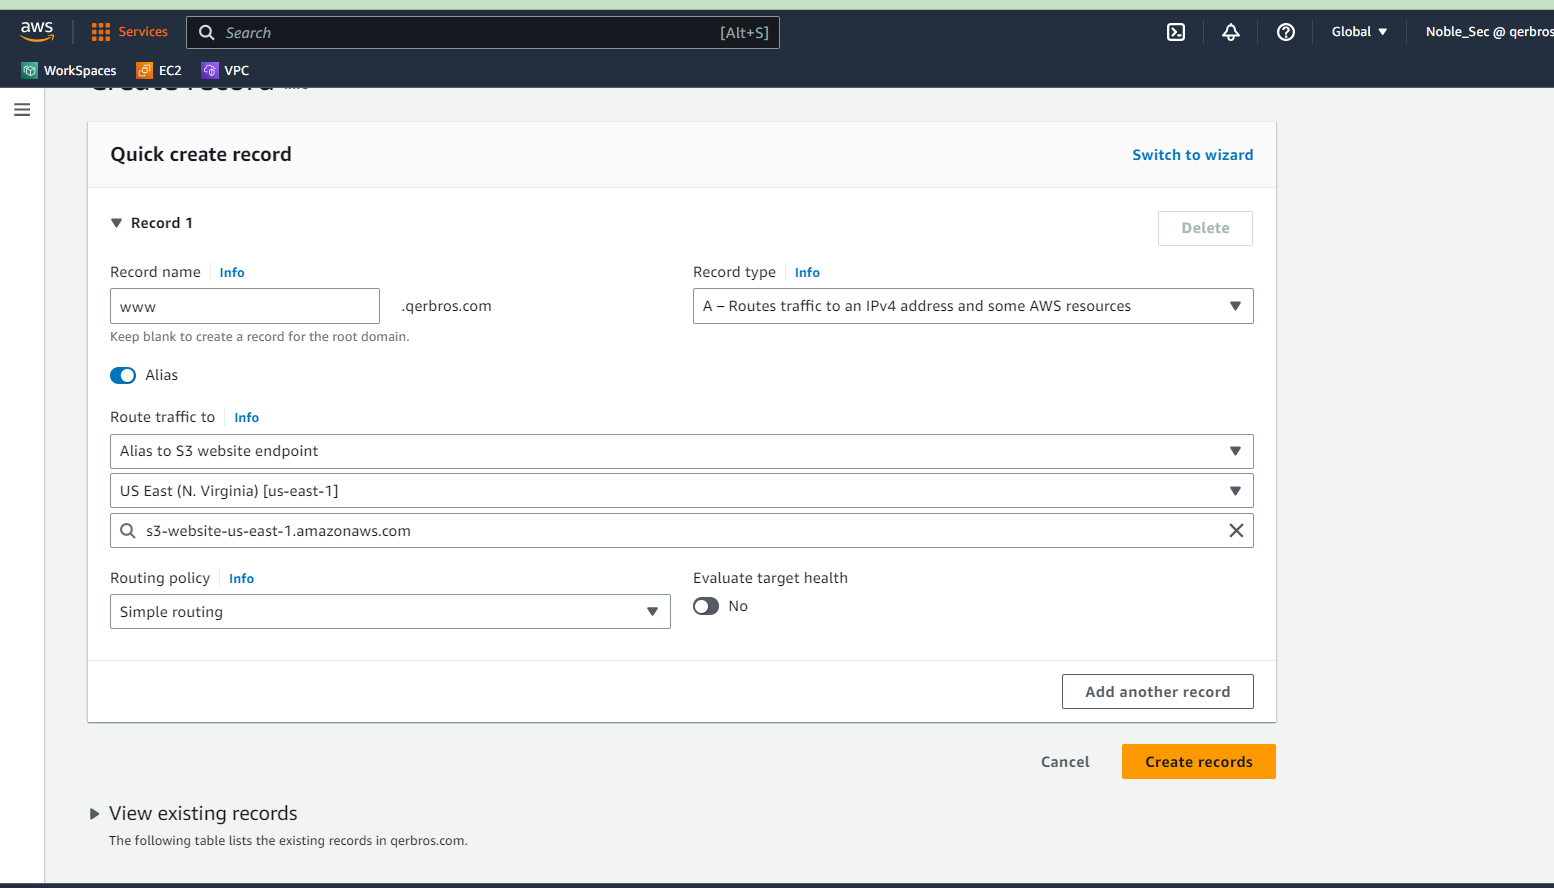 aws
Services
Search [Alt+S]
Global
Noble_Sec @ qerbros
WorkSpaces EC2 VPC
Create record Info
Quick create record
Switch to wizard
Record 1
Delete
Record name Info
www .qerbros.com
Keep blank to create a record for the root domain.
Record type Info
A – Routes traffic to an IPv4 address and some AWS resources
Alias
Route traffic to Info
Alias to S3 website endpoint
US East (N. Virginia) [us-east-1]
s3-website-us-east-1.amazonaws.com
Routing policy Info
Simple routing
Evaluate target health
No
Add another record
Cancel
Create records
View existing records
The following table lists the existing records in qerbros.com.